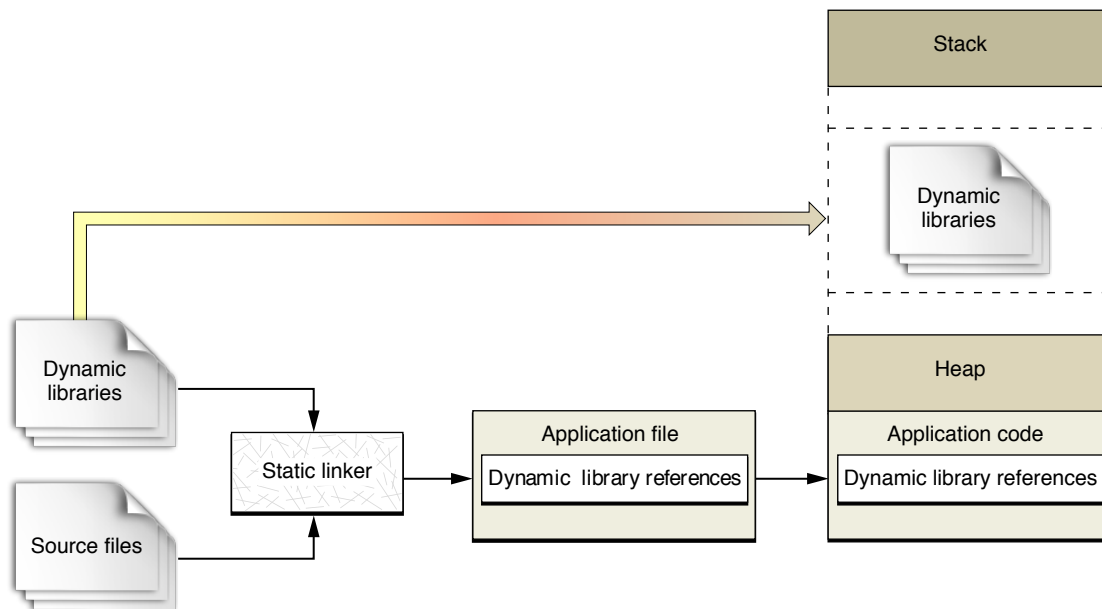 Stack
Dynamic
libraries
Dynamic
libraries
Heap
Application file
Application code
Static linker
Dynamic library references
Dynamic library references
Source files